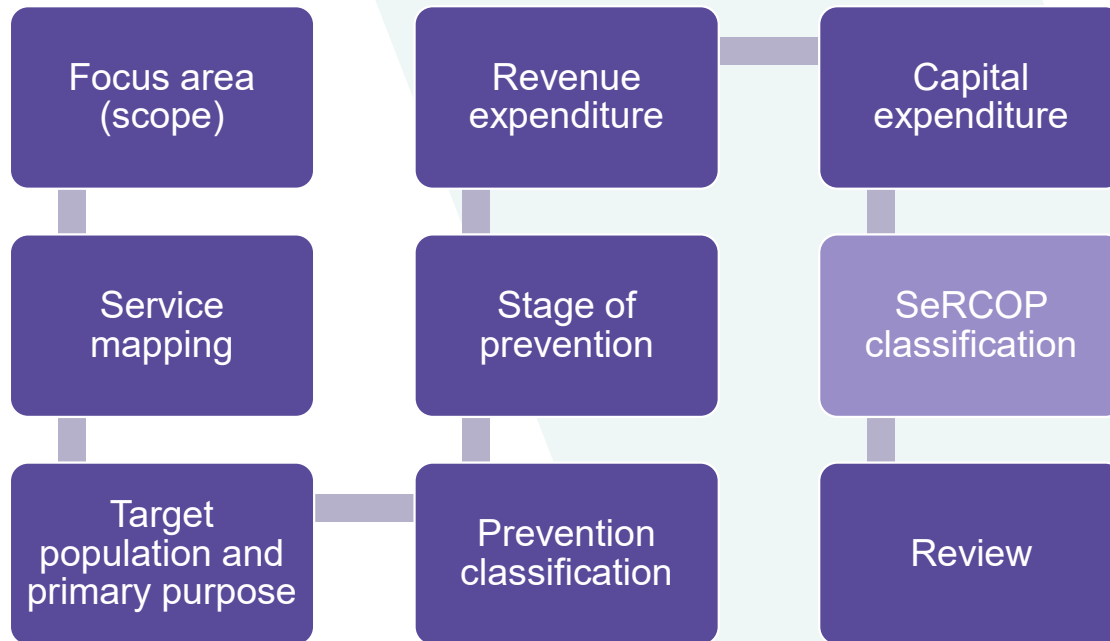 Focus area
(scope)
Service
mapping
Target
population and
primary purpose
Prevention
classification
Stage of
prevention
Revenue
expenditure
Capital
expenditure
SeRCOP
classification
Review